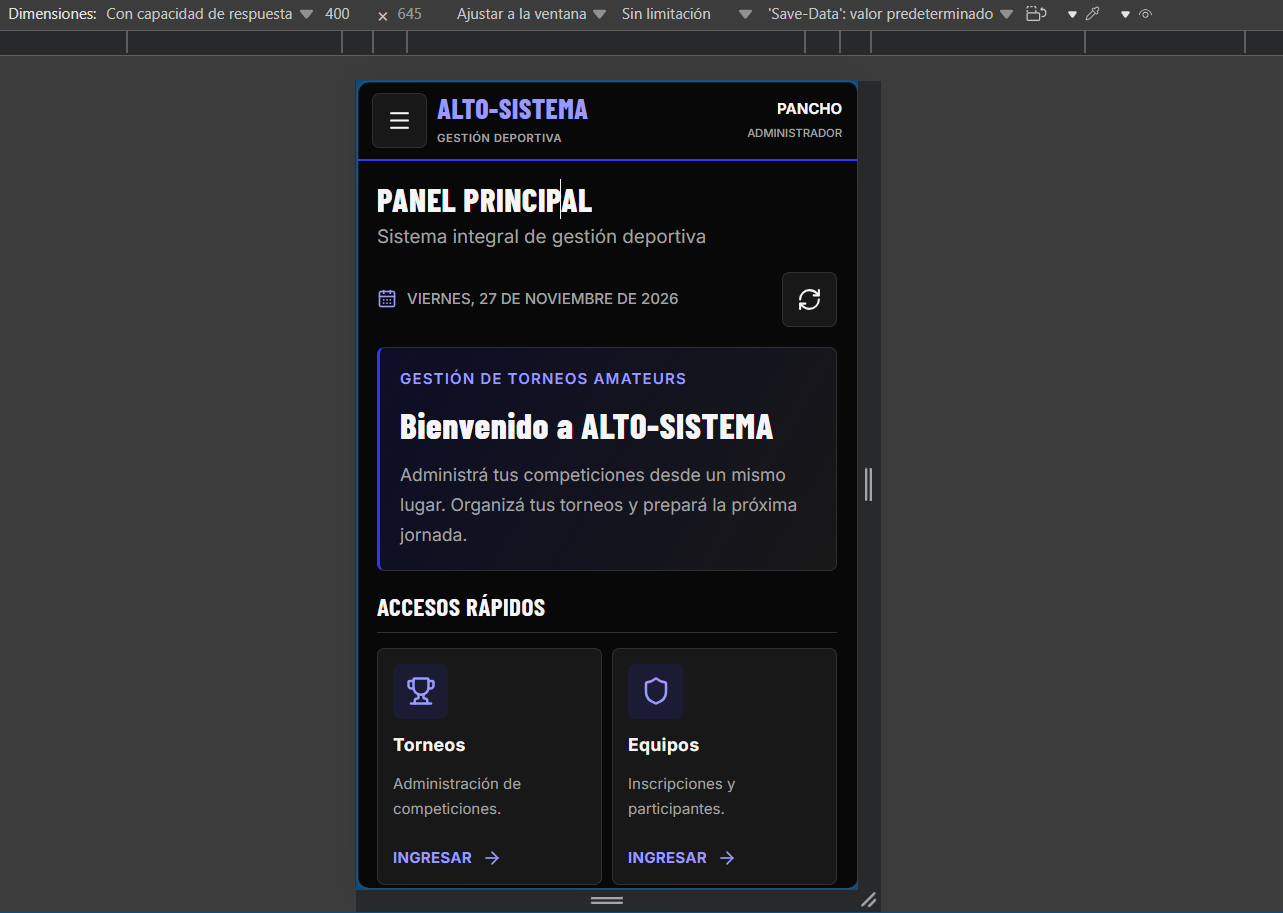 Dimensiones: Con capacidad de respuesta 400 × 645 Ajustar a la ventana Sin limitación 'Save-Data': valor predeterminado
ALTO-SISTEMA
GESTIÓN DEPORTIVA
PANCHO
ADMINISTRADOR
PANEL PRINCIPAL
Sistema integral de gestión deportiva
VIERNES, 27 DE NOVIEMBRE DE 2026
GESTIÓN DE TORNEOS AMATEURS
Bienvenido a ALTO-SISTEMA
Administrá tus competiciones desde un mismo
lugar. Organizá tus torneos y prepará la próxima
jornada.
ACCESOS RÁPIDOS
Torneos
Administración de
competiciones.
INGRESAR →
Equipos
Inscripciones y
participantes.
INGRESAR →